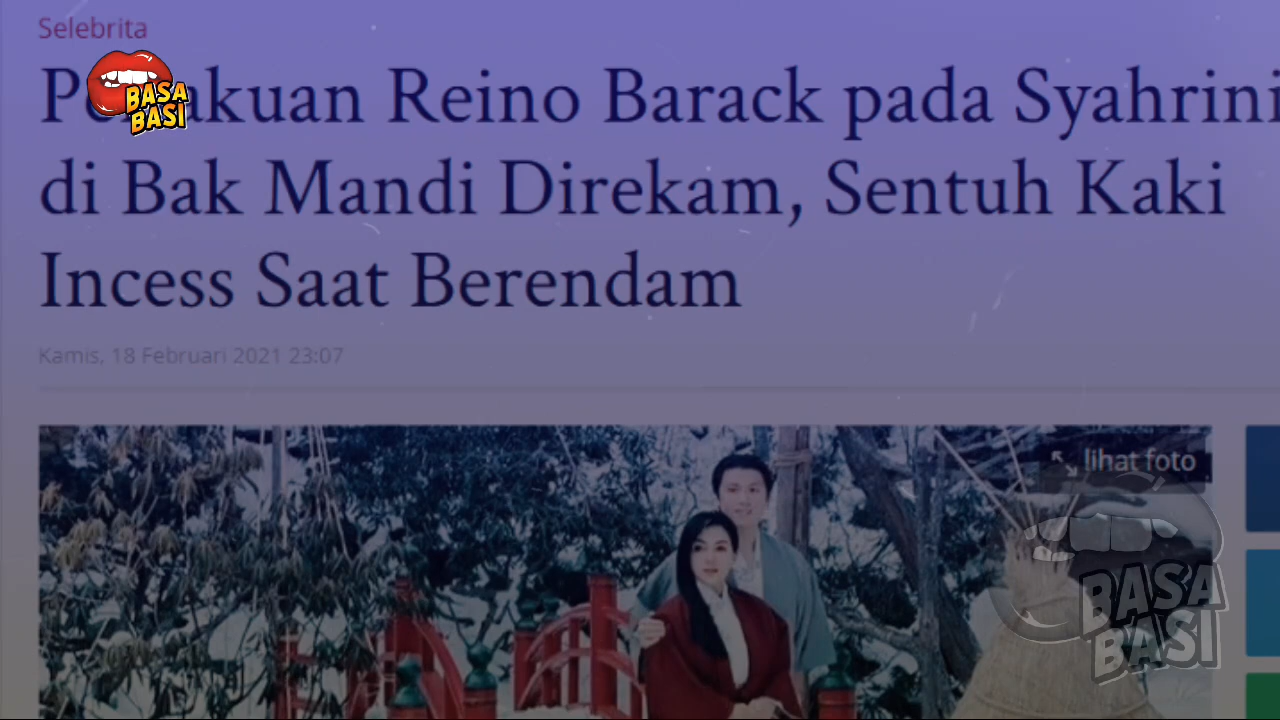 Selebrita
BASA
BASI
Reino Barack pada Syahrini
di Bak Mandi Direkam, Sentuh Kaki
Incess Saat Berendam
Kamis, 18 Februari 2021 23:07
lihat foto
BASA
BASI